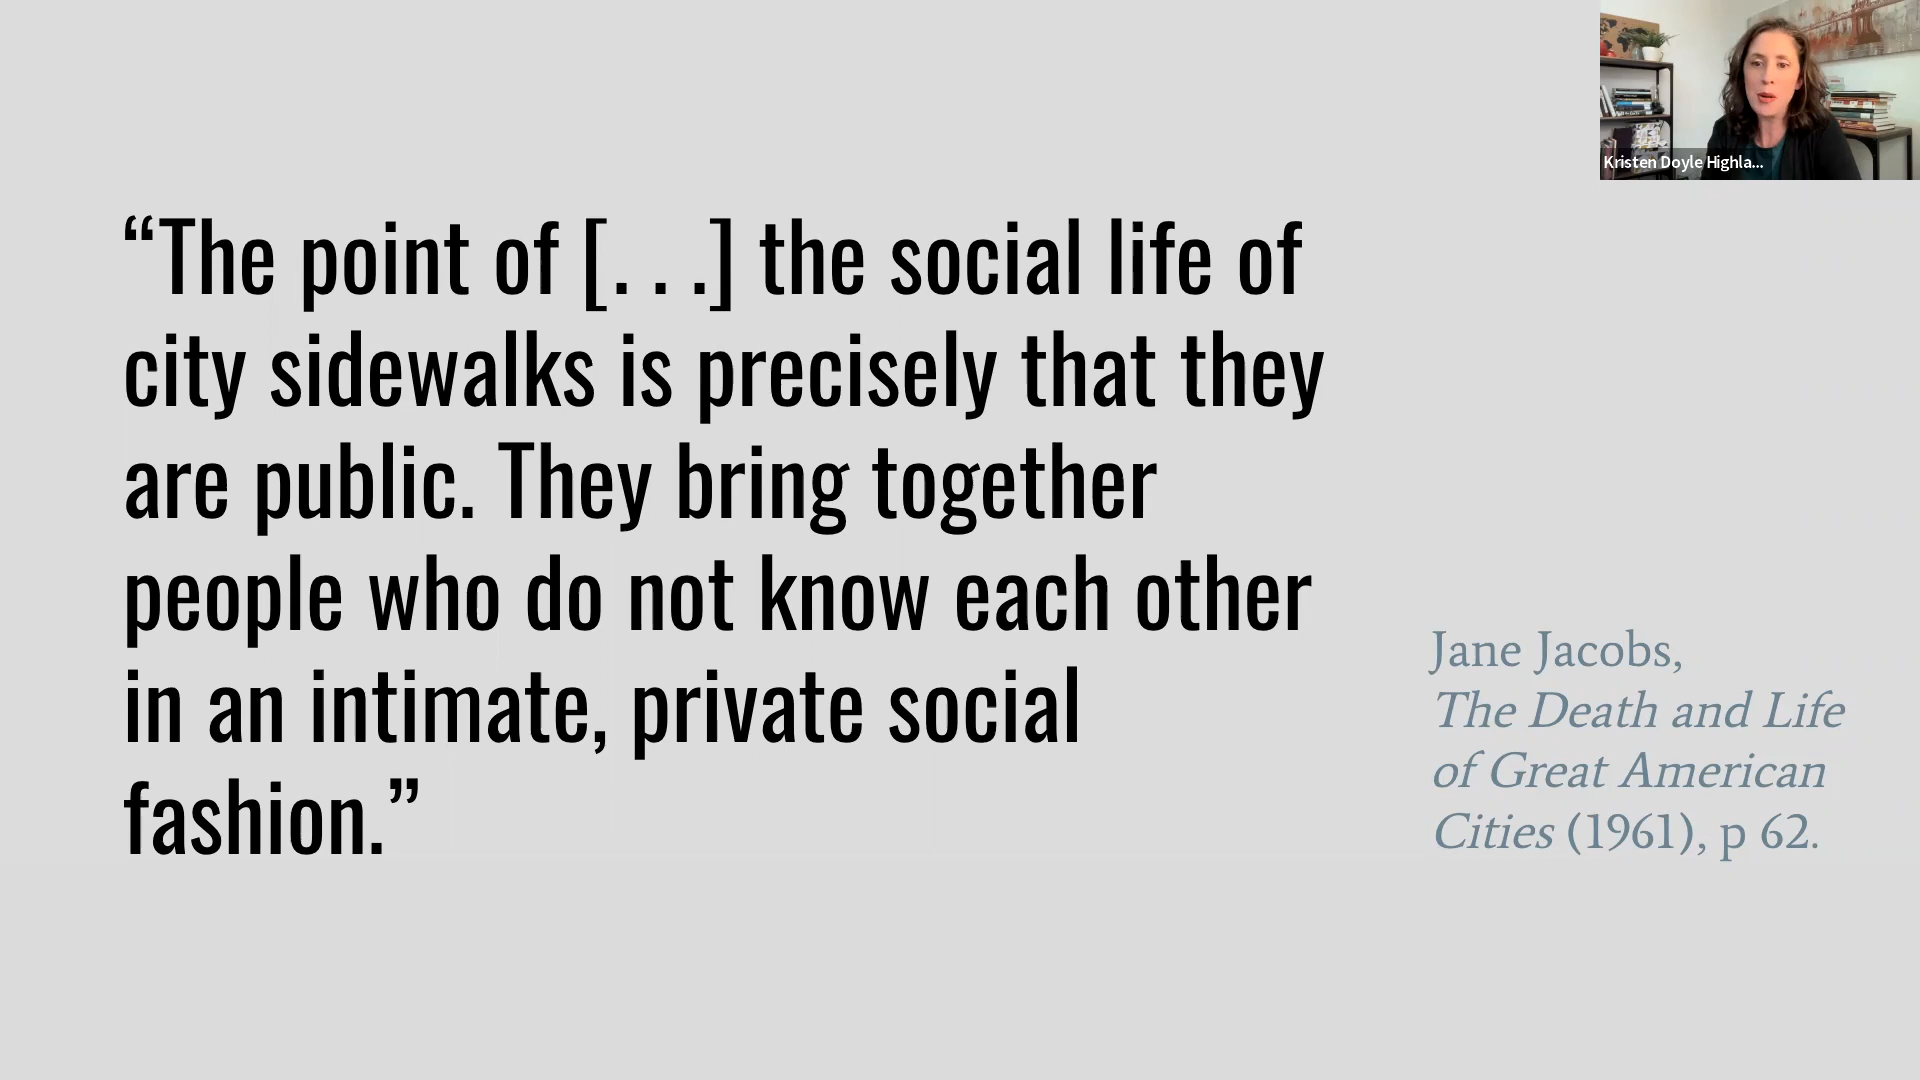 Kristen Doyle Highla...
“The point of [. . .] the social life of
city sidewalks is precisely that they
are public. They bring together
people who do not know each other
in an intimate, private social
fashion.”
Jane Jacobs,
The Death and Life
of Great American
Cities (1961), p 62.